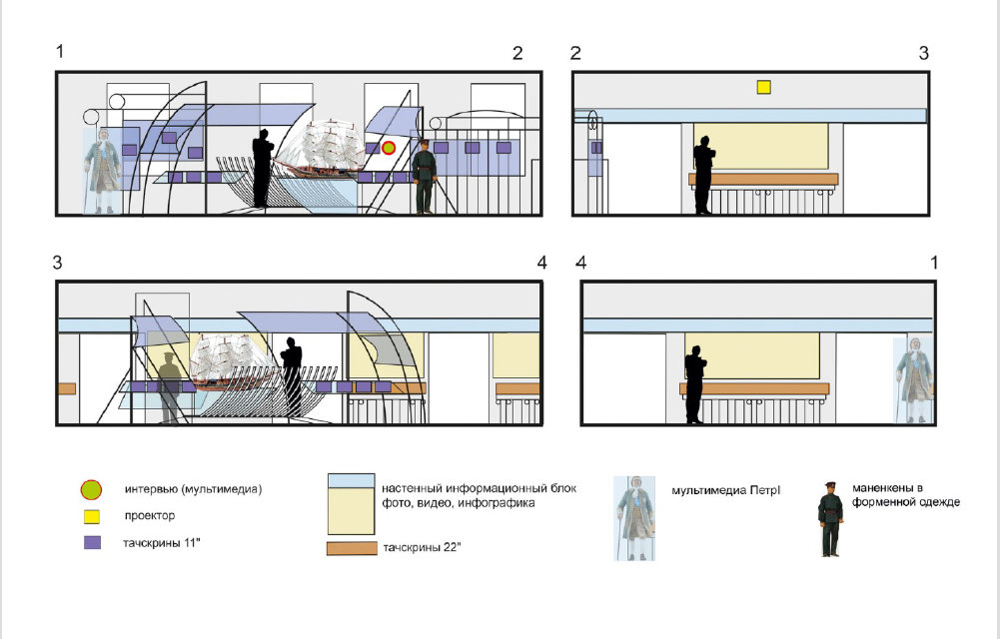 1
2
2
3
3
4
4
1
интервью (мультимедиа)
проектор
тачскрины 11"
настенный информационный блок
фото, видео, инфографика
тачскрины 22"
мультимедиа ПетрI
маненкены в
форменной одежде